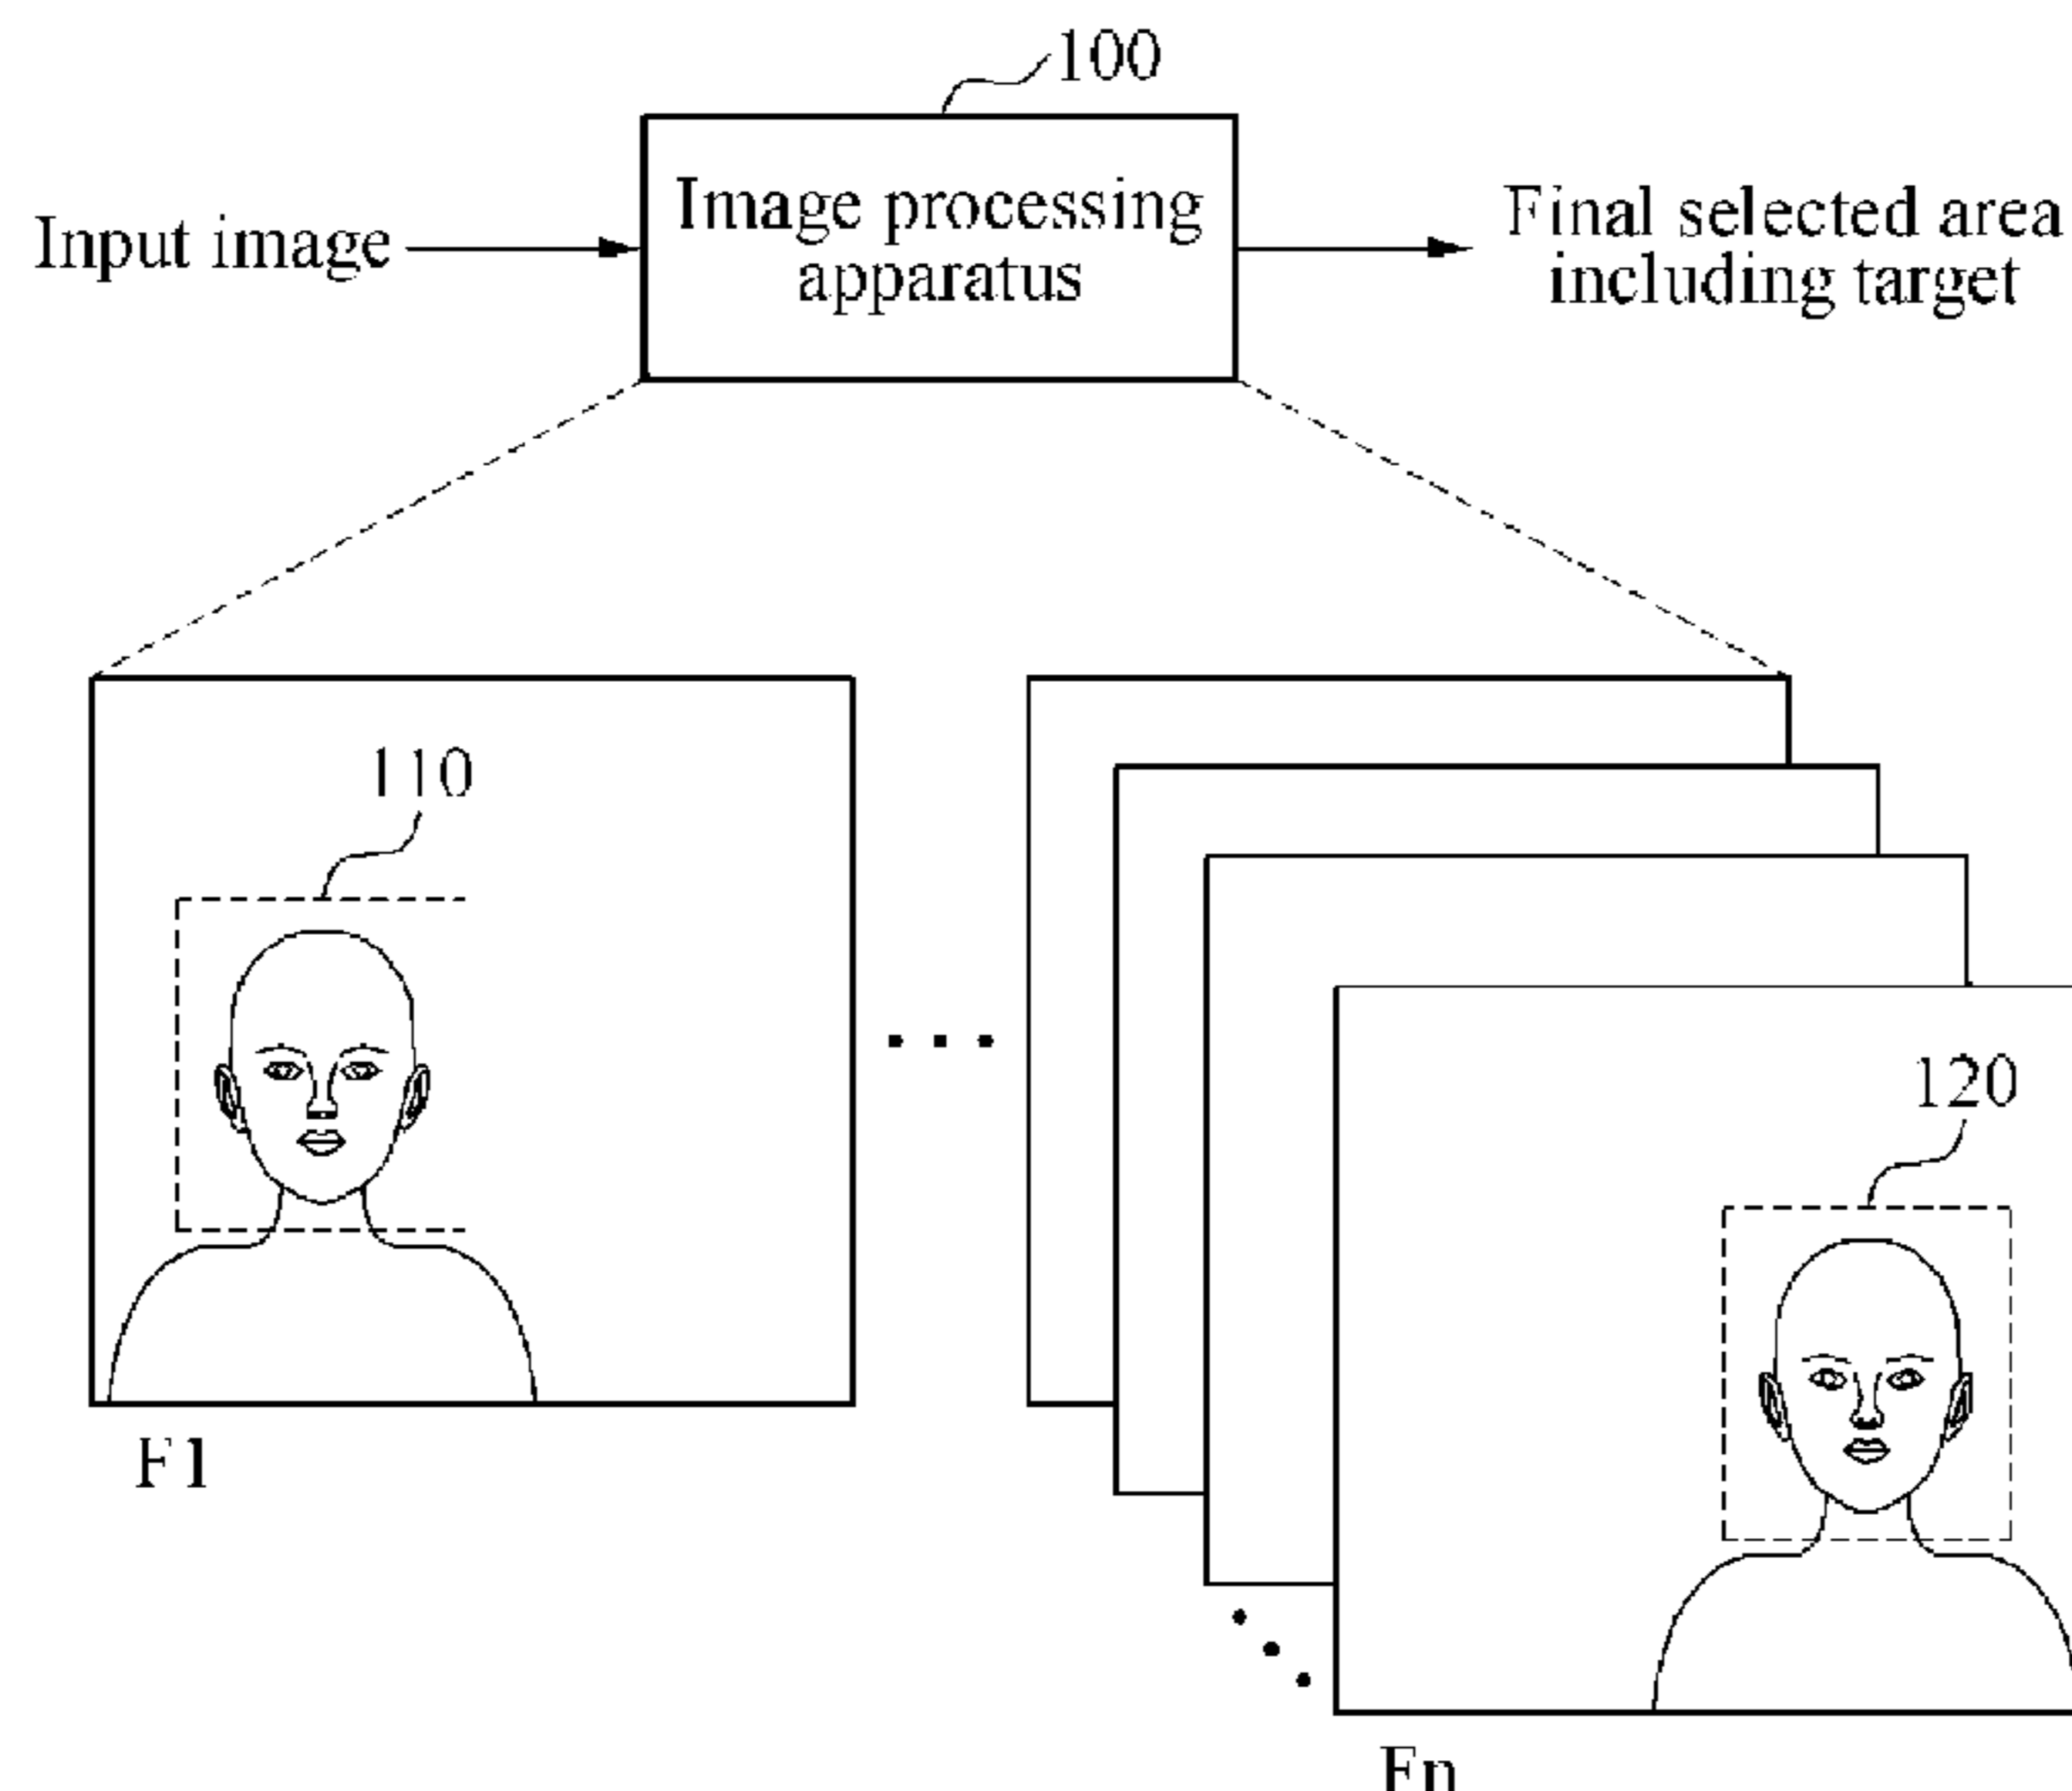 100
Input image
Image processing
apparatus
Final selected area
including target
110
120
F1
Fn